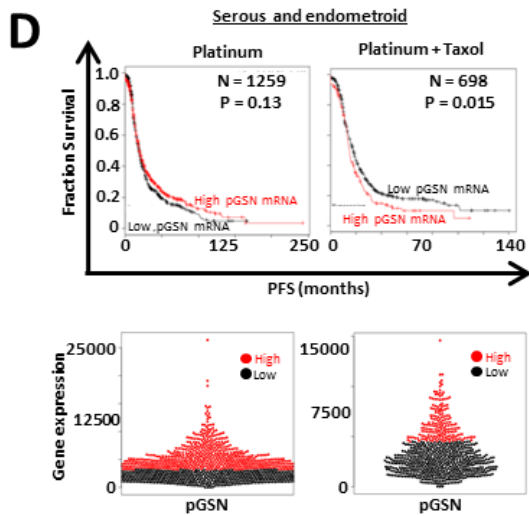 D
Serous and endometroid
Platinum
Platinum + Taxol
Fraction Survival
1.0
0.8
0.6
0.4
0.2
0
N = 1259
P = 0.13
High pGSN mRNA
Low pGSN mRNA
0
125
250
N = 698
P = 0.015
Low pGSN mRNA
High pGSN mRNA
0
70
140
PFS (months)
Gene expression
25000
12500
0
High
Low
pGSN
15000
7500
0
High
Low
pGSN